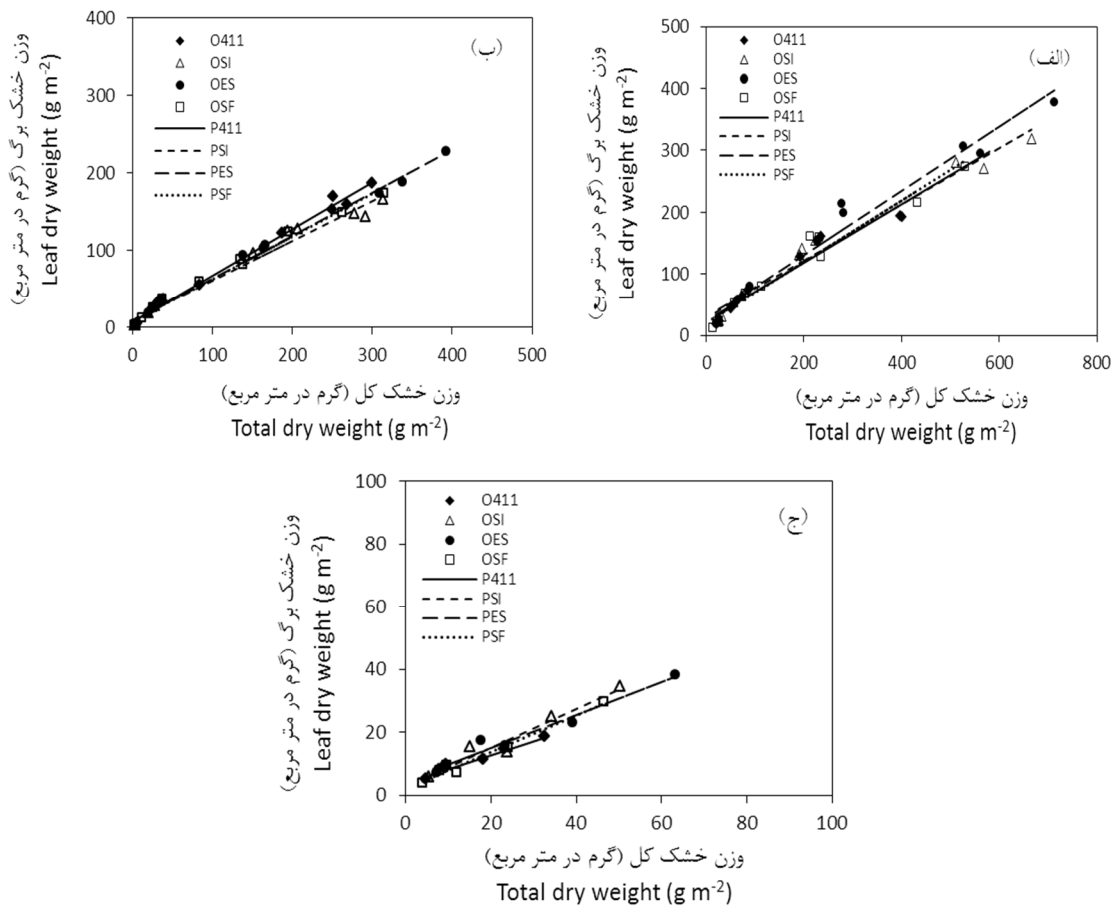 (الف)
500
400
300
200
100
0
0
200
400
600
800
O411
OSI
OES
OSF
P411
PSI
PES
PSF
وزن خشک برگ (گرم در متر مربع)
Leaf dry weight (g m-2)
وزن خشک کل (گرم در متر مربع)
Total dry weight (g m-2)
(ب)
400
300
200
100
0
0
100
200
300
400
500
O411
OSI
OES
OSF
P411
PSI
PES
PSF
وزن خشک برگ (گرم در متر مربع)
Leaf dry weight (g m-2)
وزن خشک کل (گرم در متر مربع)
Total dry weight (g m-2)
(ج)
100
80
60
40
20
0
0
20
40
60
80
100
O411
OSI
OES
OSF
P411
PSI
PES
PSF
وزن خشک برگ (گرم در متر مربع)
Leaf dry weight (g m-2)
وزن خشک کل (گرم در متر مربع)
Total dry weight (g m-2)